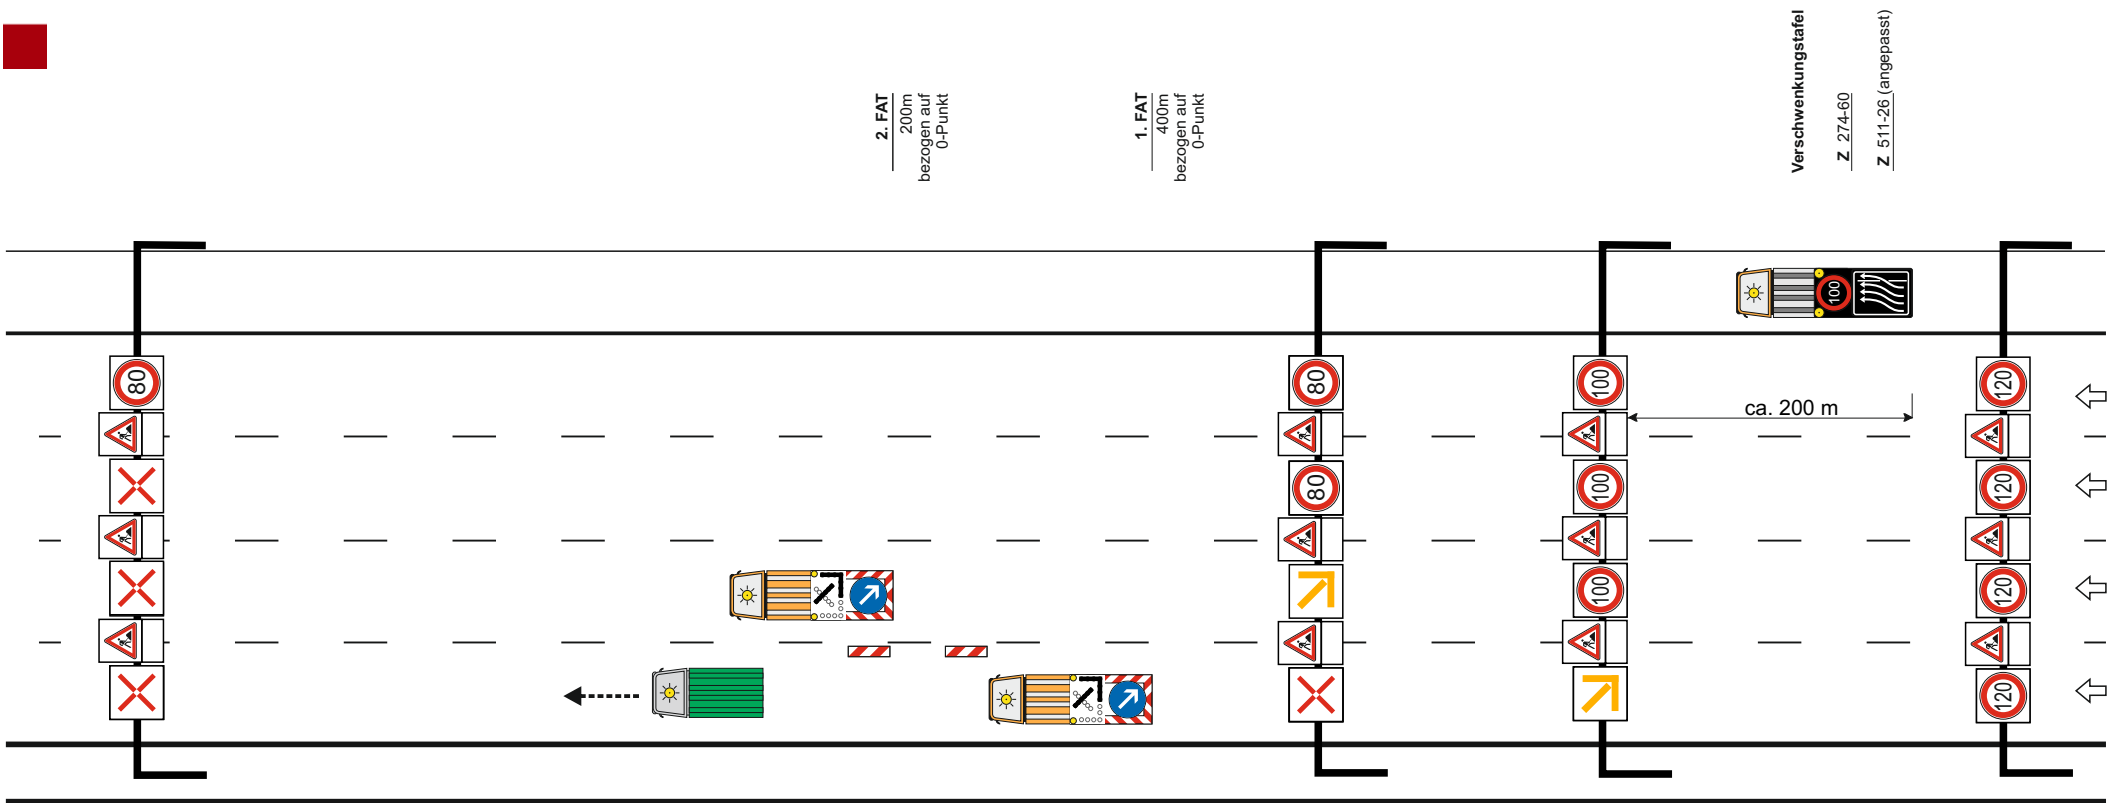 2. FAT
200m
bezogen auf
0-Punkt
1. FAT
400m
bezogen auf
0-Punkt
Verschwenkungstafel
Z 274-60
Z 511-26 (angepasst)
100
80
80
100
120
ca. 200 m
80
100
120
100
120
120